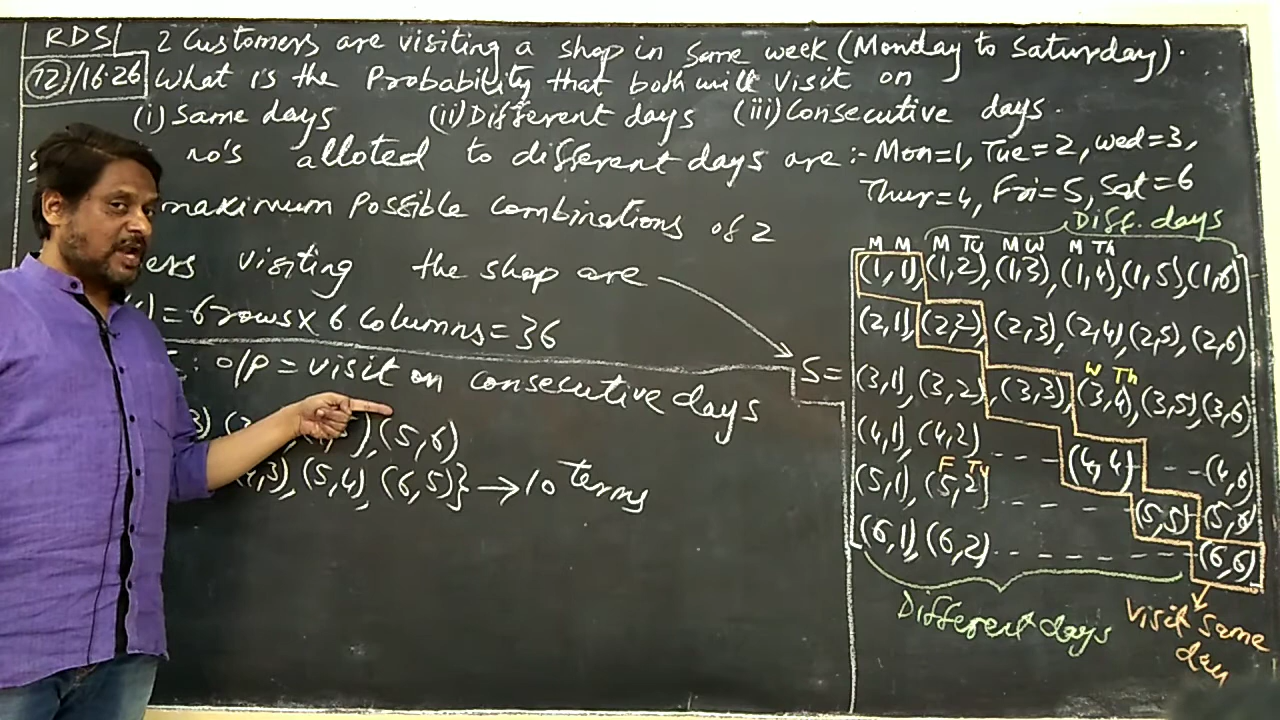 RDS/ 2 Customers are visiting a shop in same week (Monday to Saturday).
(12)/16.26 What is the Probability that both will visit on
(i) Same days (ii) Different days (iii) Consecutive days.
no's alloted to different days are :- Mon=1, Tue=2, wed=3,
Thur=4, Fri=5, Sat=6
maximum Possible Combinations of 2
visiting the shop are
= 6 rows × 6 Columns = 36
: o/p = visit on consecutive days
(5,6)
(5,4), (6,5)} → 10 terms
Diff. days
M M M Tu M W M Th
(1,1), (1,2), (1,3), (1,4), (1,5), (1,6)
(2,1), (2,2), (2,3), (2,4), (2,5), (2,6)
W Th
S = (3,1), (3,2), (3,3), (3,4), (3,5), (3,6)
(4,1), (4,2) - - - (4,4) - - (4,6)
F Tu
(5,1), (5,2) - - - - (5,5) (5,6)
(6,1), (6,2) - - - - - - (6,6)
Different days
Visit Same
day